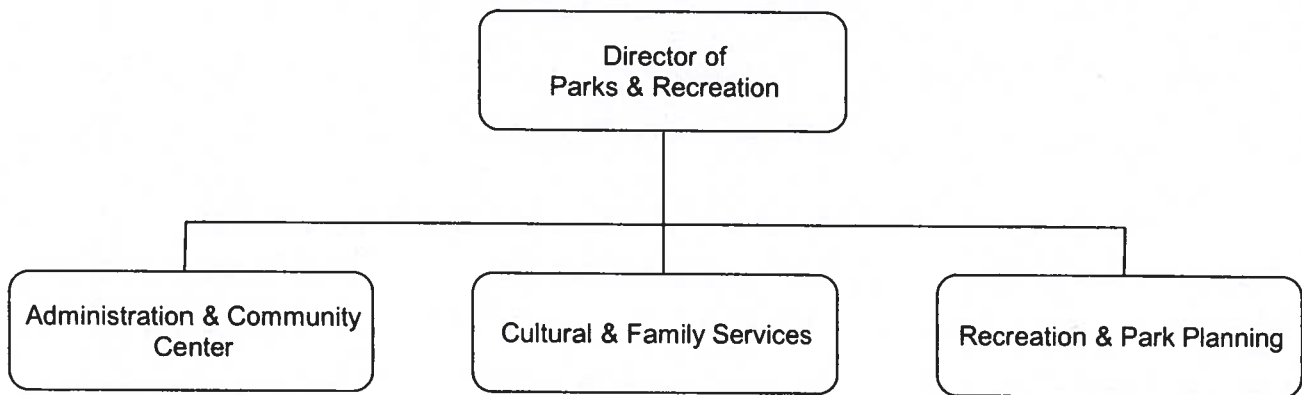 Director of
Parks & Recreation
Administration & Community
Center
Cultural & Family Services
Recreation & Park Planning